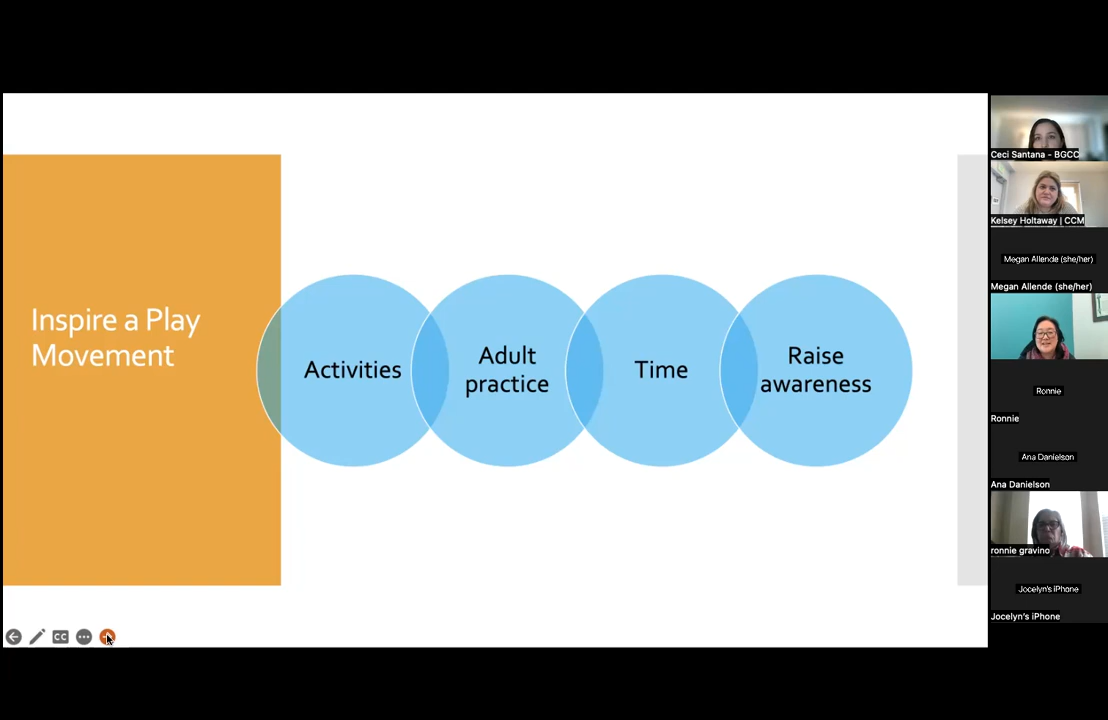 Inspire a Play
Movement
Activities
Adult
practice
Time
Raise
awareness
CC
Ceci Santana - BGCC
Kelsey Holtaway | CCM
Megan Allende (she/her)
Megan Allende (she/her)
Ronnie
Ronnie
Ana Danielson
Ana Danielson
ronnie gravino
Jocelyn's iPhone
Jocelyn's iPhone